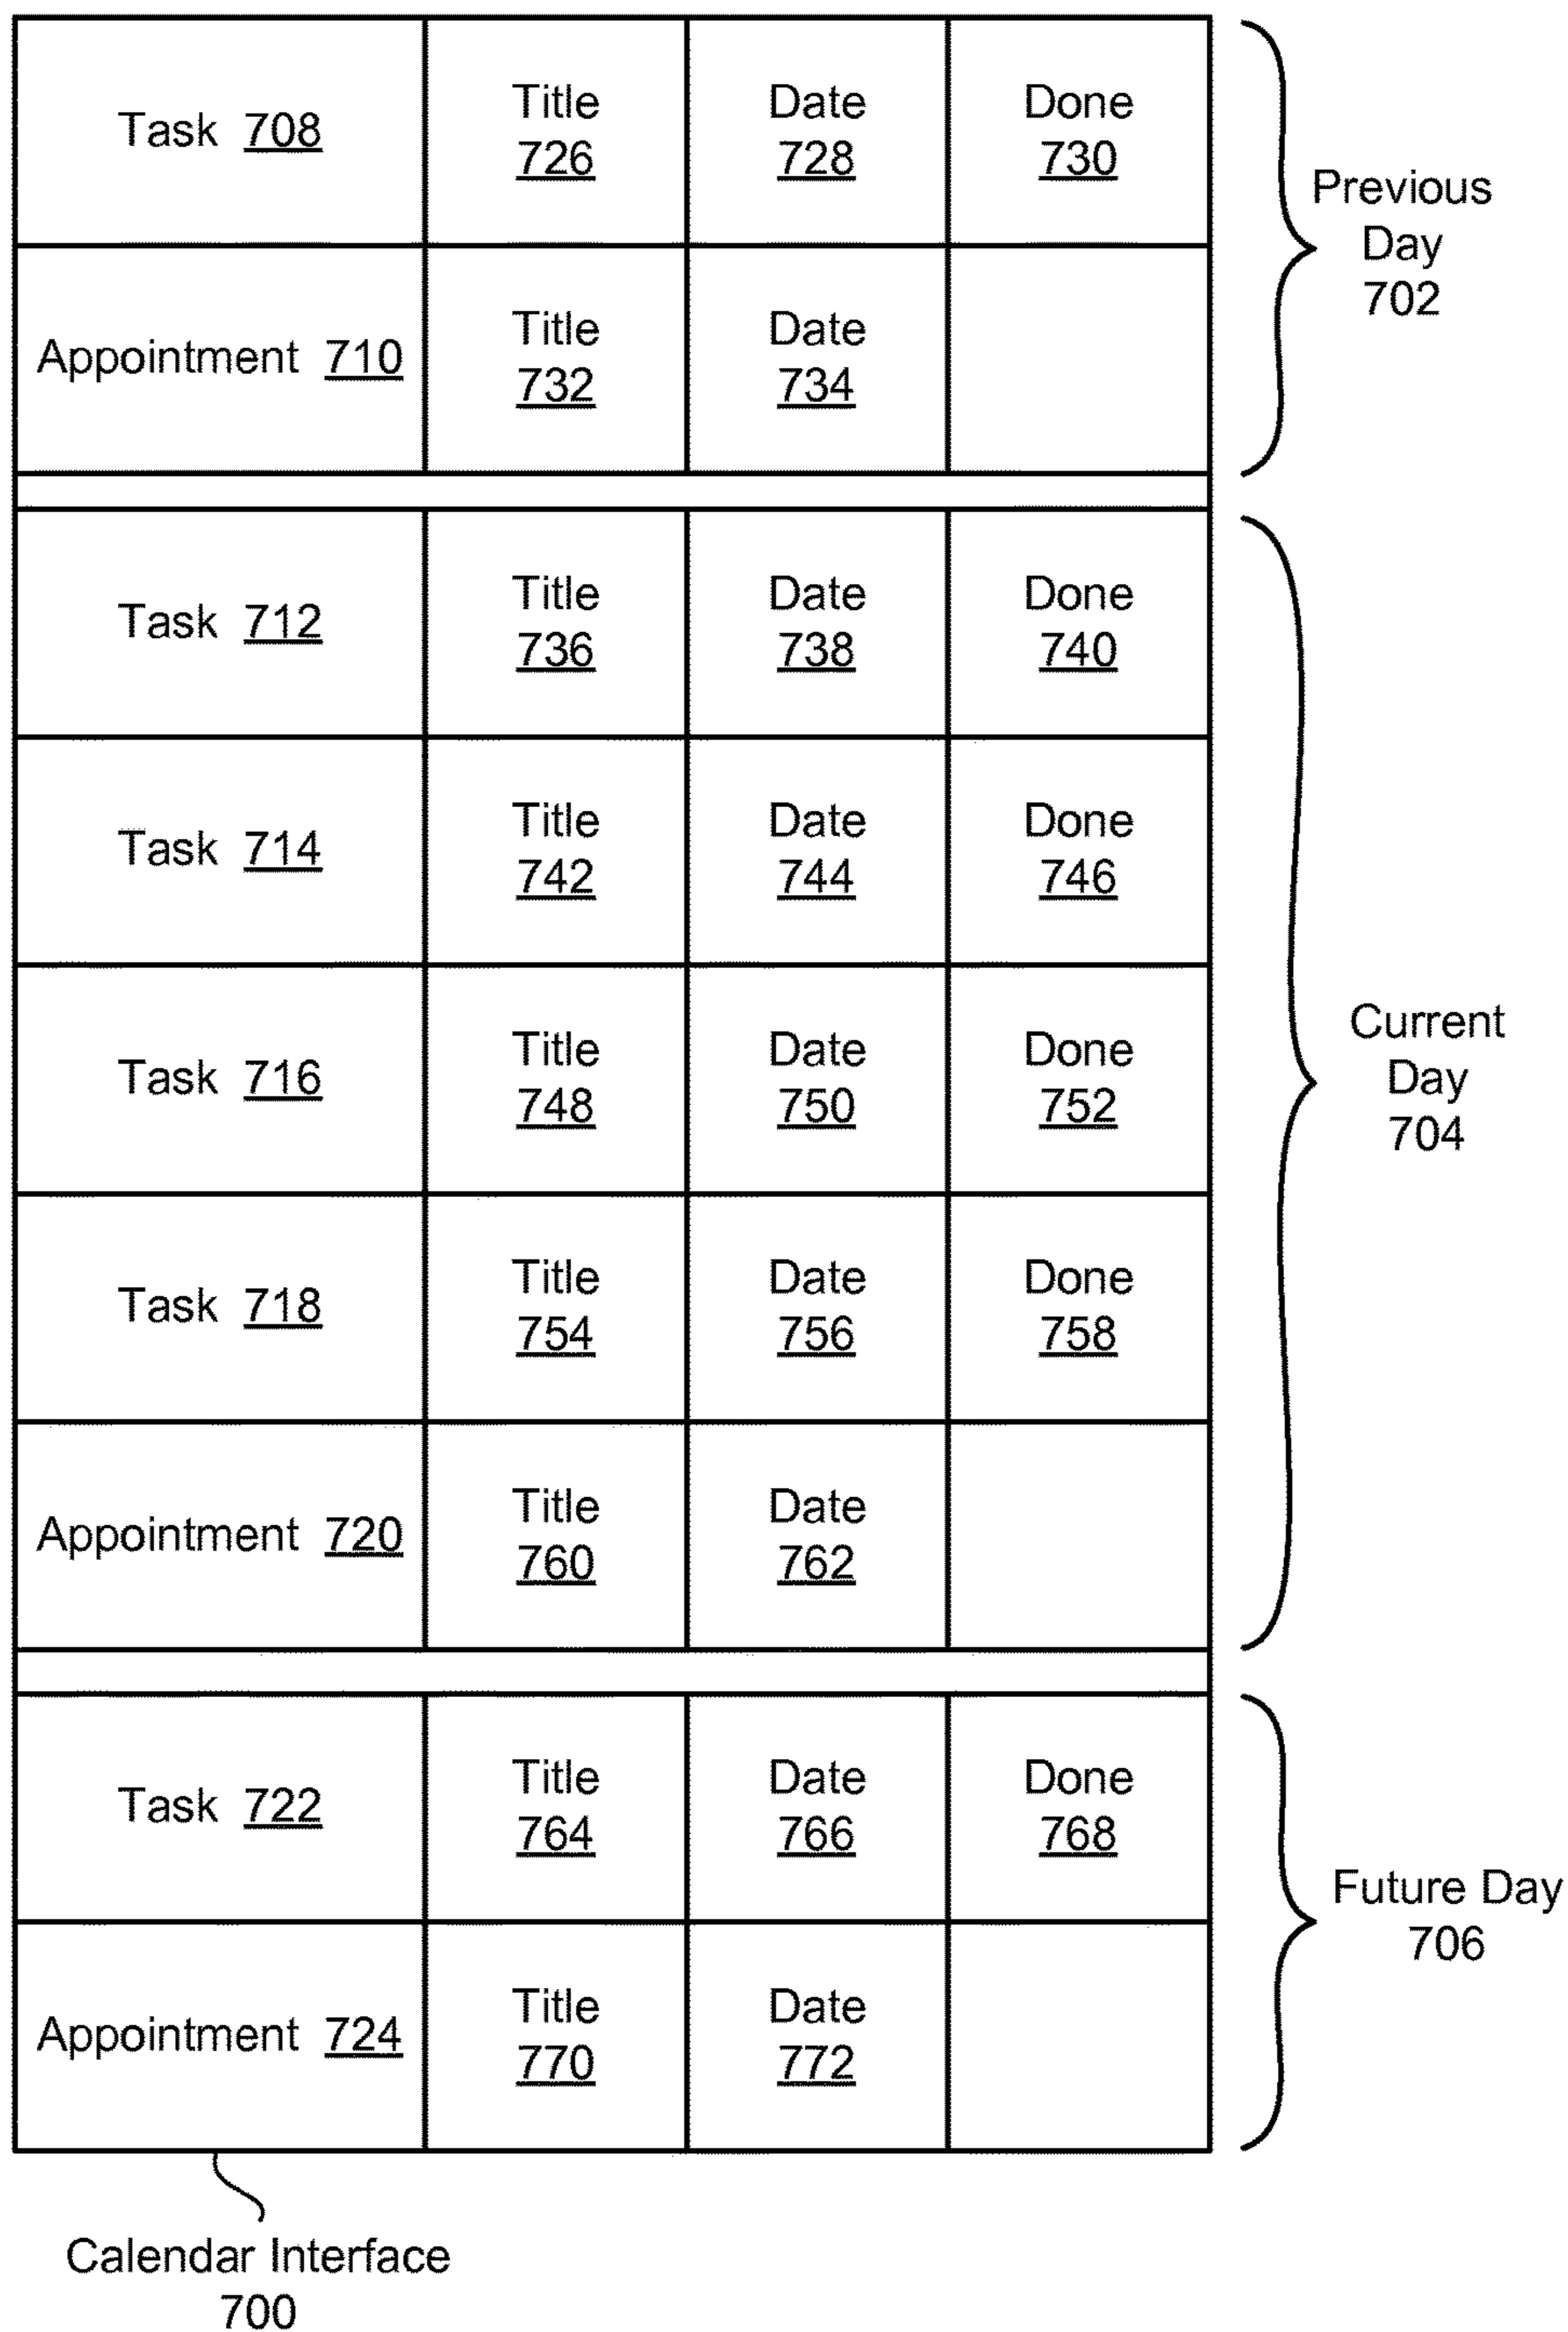 Task 708
Title
726
Date
728
Done
730
Appointment 710
Title
732
Date
734
Previous
Day
702
Task 712
Title
736
Date
738
Done
740
Task 714
Title
742
Date
744
Done
746
Task 716
Title
748
Date
750
Done
752
Task 718
Title
754
Date
756
Done
758
Appointment 720
Title
760
Date
762
Current
Day
704
Task 722
Title
764
Date
766
Done
768
Appointment 724
Title
770
Date
772
Future Day
706
Calendar Interface
700